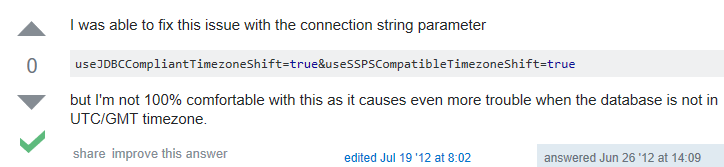 I was able to fix this issue with the connection string parameter
0
useJDBCCompliantTimezoneShift=true&useSSPSCompatibleTimezoneShift=true
but I'm not 100% comfortable with this as it causes even more trouble when the database is not in
UTC/GMT timezone.
share improve this answer
edited Jul 19 '12 at 8:02
answered Jun 26 '12 at 14:09